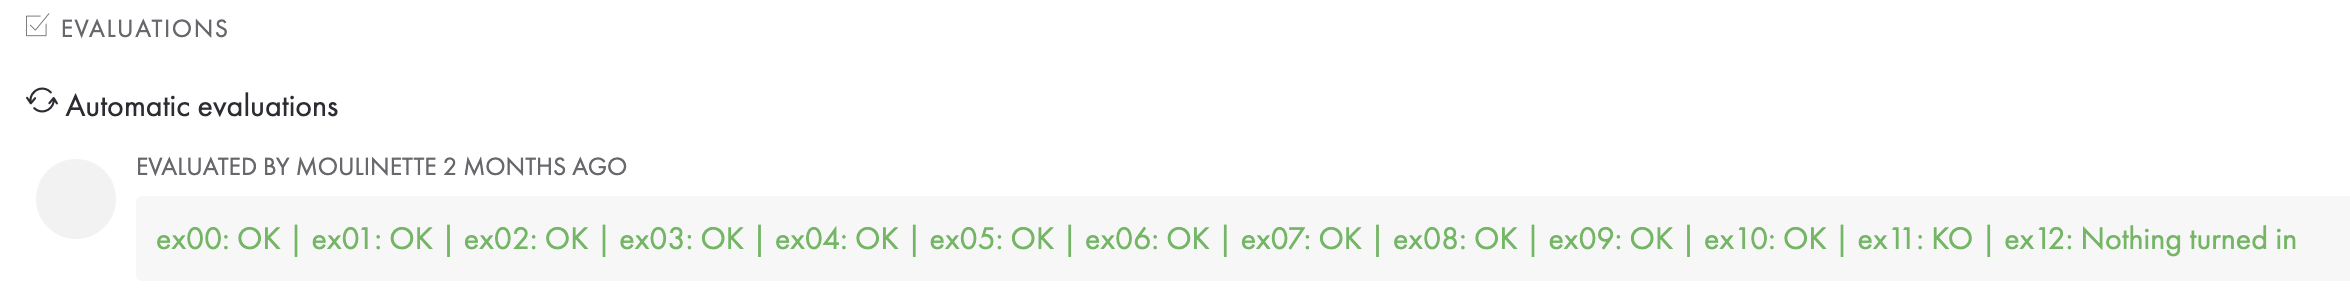 EVALUATIONS
Automatic evaluations
EVALUATED BY MOULINETTE 2 MONTHS AGO
ex00: OK | ex01: OK | ex02: OK | ex03: OK | ex04: OK | ex05: OK | ex06: OK | ex07: OK | ex08: OK | ex09: OK | ex10: OK | ex11: KO | ex12: Nothing turned in